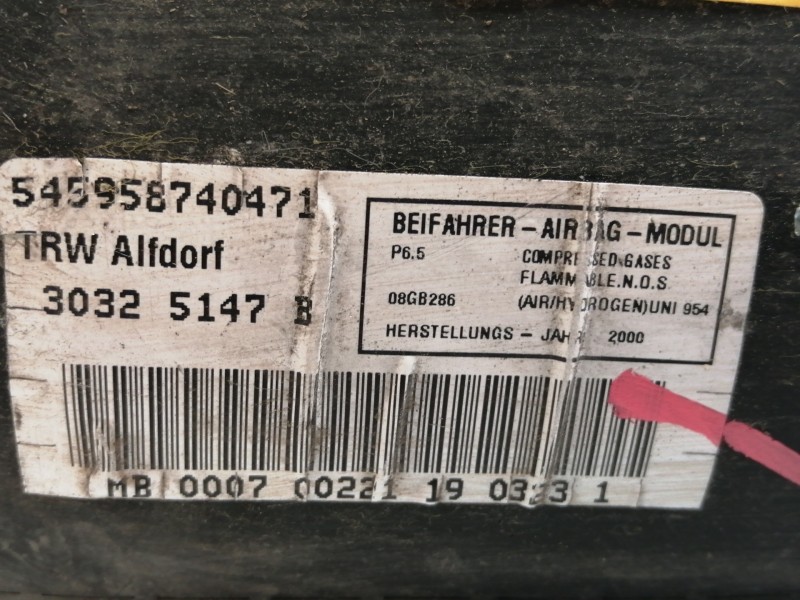 545958740471
TRW Alfdorf
3032 5147 B
BEIFAHRER-AIRBAG-MODUL
P6.5 COMPRESSED GASES
FLAMMABLE.N.O.S.
08GB286 (AIR/HYDROGEN)UNI 954
HERSTELLUNGS - JAHR 2000
MB 0007 00221 19 0323 1